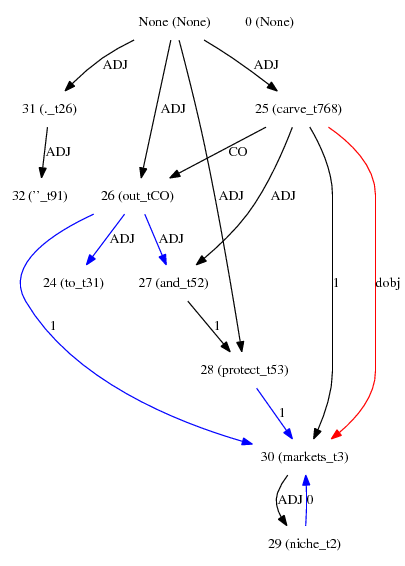 None (None) 0 (None)
ADJ ADJ ADJ
31 (._t26) 25 (carve_t768)
ADJ CO ADJ ADJ
32 (''_t91) 26 (out_tCO)
ADJ ADJ 1 dobj
24 (to_t31) 27 (and_t52)
1 1
28 (protect_t53)
1
30 (markets_t3)
ADJ 0
29 (niche_t2)